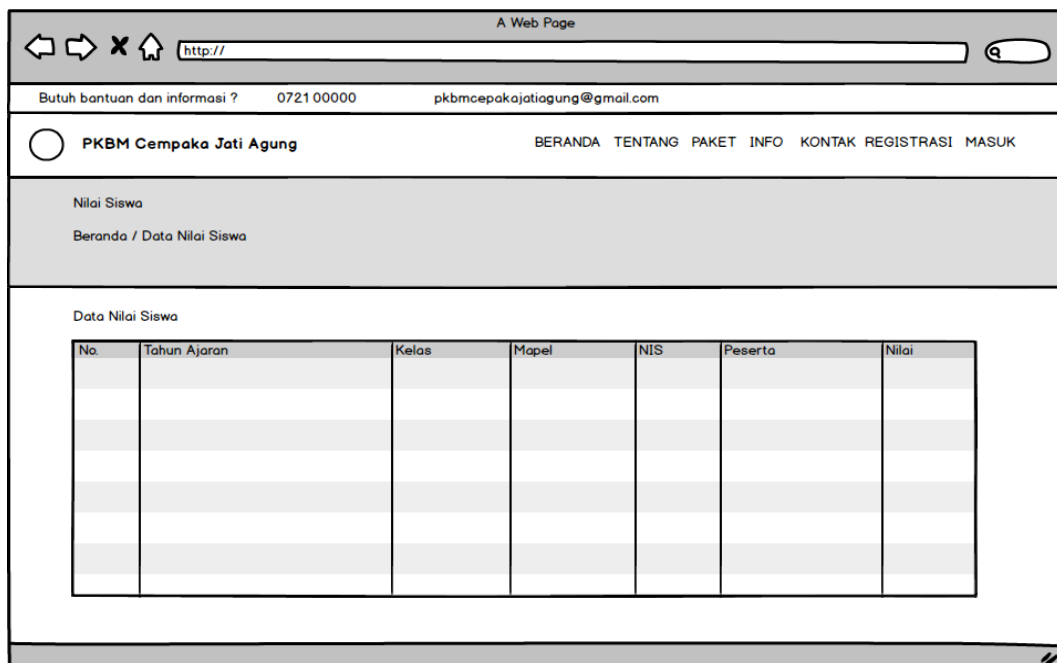 A Web Page
http://
Butuh bantuan dan informasi ? 0721 00000 pkbmcepakajatiagung@gmail.com
PKBM Cempaka Jati Agung BERANDA TENTANG PAKET INFO KONTAK REGISTRASI MASUK
Nilai Siswa
Beranda / Data Nilai Siswa
Data Nilai Siswa
No. Tahun Ajaran Kelas Mapel NIS Peserta Nilai